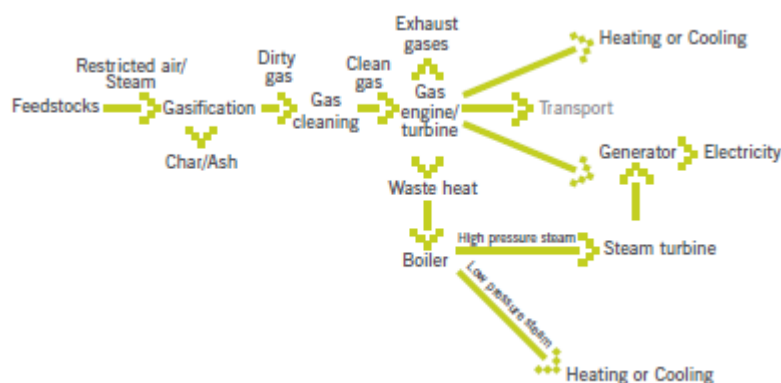 Exhaust
gases
Heating or Cooling
Restricted air/
Steam
Dirty
gas
Clean
gas
Feedstocks
Gasification
Gas
cleaning
Gas
engine/
turbine
Transport
Char/Ash
Generator
Electricity
Waste heat
Boiler
High pressure steam
Steam turbine
Low pressure steam
Heating or Cooling